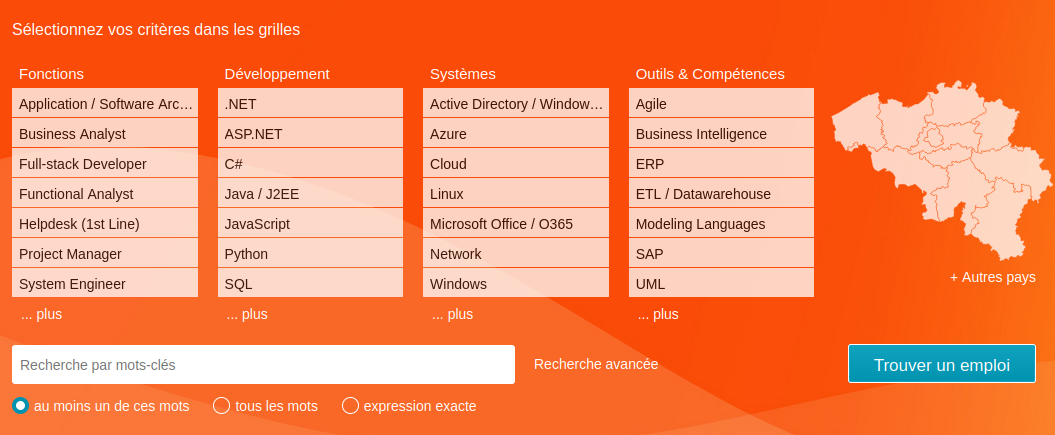 Sélectionnez vos critères dans les grilles
Fonctions
Application / Software Arc…
Business Analyst
Full-stack Developer
Functional Analyst
Helpdesk (1st Line)
Project Manager
System Engineer
... plus
Développement
.NET
ASP.NET
C#
Java / J2EE
JavaScript
Python
SQL
... plus
Systèmes
Active Directory / Window…
Azure
Cloud
Linux
Microsoft Office / O365
Network
Windows
... plus
Outils & Compétences
Agile
Business Intelligence
ERP
ETL / Datawarehouse
Modeling Languages
SAP
UML
... plus
+ Autres pays
Recherche par mots-clés
Recherche avancée
Trouver un emploi
au moins un de ces mots
tous les mots
expression exacte